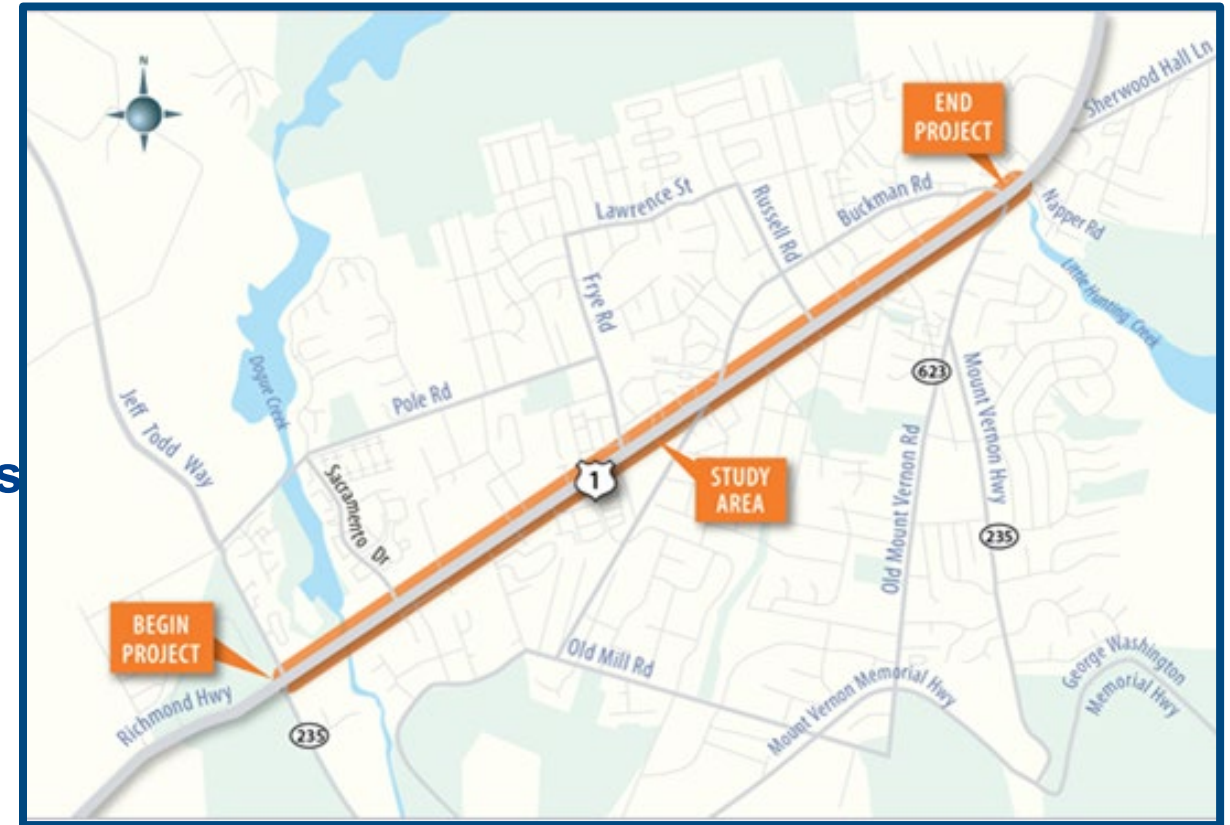 N
Sherwood Hall Ln
END
PROJECT
Lawrence St
Russell Rd
Buckman Rd
Napper Rd
Little Hunting Creek
Frye Rd
Dogue Creek
Pole Rd
623
Mount Vernon Hwy
Jeff Todd Way
s
Sacramento Dr
1
STUDY
AREA
Old Mount Vernon Rd
235
BEGIN
PROJECT
Old Mill Rd
Richmond Hwy
235
Mount Vernon Memorial Hwy
George Washington
Memorial Hwy